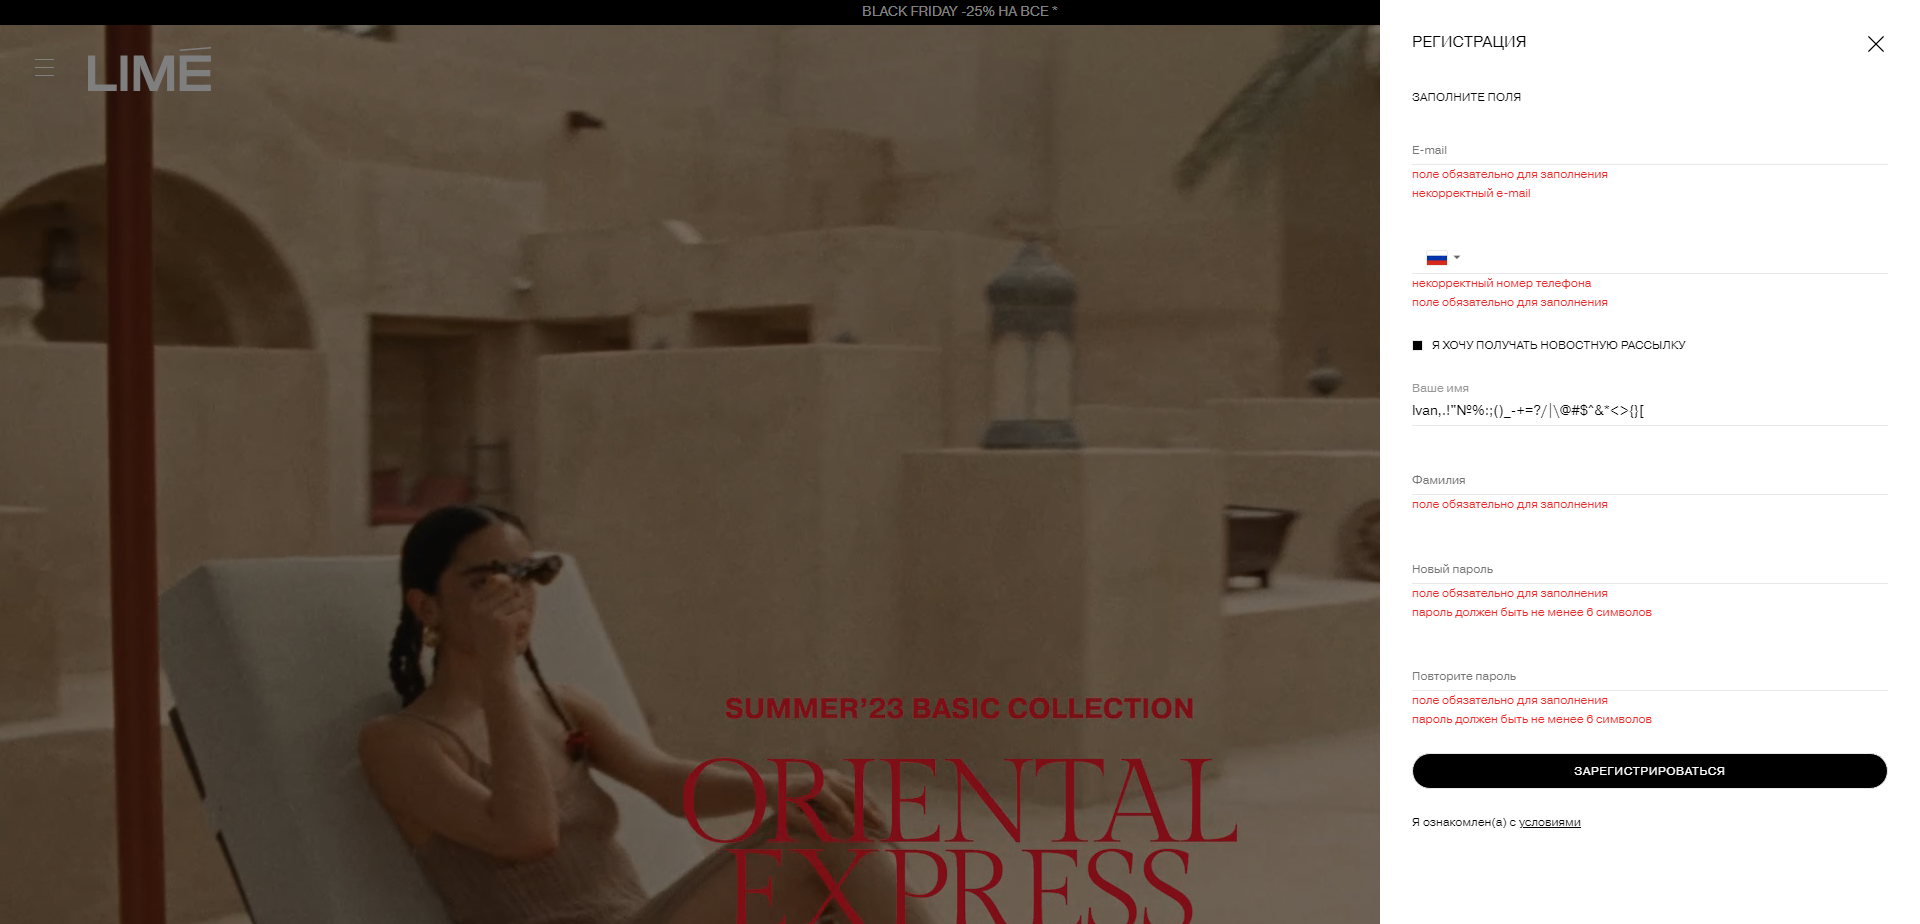 BLACK FRIDAY -25% НА ВСЕ *
LIMÉ
SUMMER’23 BASIC COLLECTION
ORIENTAL
EXPRESS
РЕГИСТРАЦИЯ
ЗАПОЛНИТЕ ПОЛЯ
E-mail
поле обязательно для заполнения
некорректный e-mail
некорректный номер телефона
поле обязательно для заполнения
Я ХОЧУ ПОЛУЧАТЬ НОВОСТНУЮ РАССЫЛКУ
Ваше имя
Ivan,.!"№%:;()_-+=?/|\@#$^&*<>{}[
Фамилия
поле обязательно для заполнения
Новый пароль
поле обязательно для заполнения
пароль должен быть не менее 6 символов
Повторите пароль
поле обязательно для заполнения
пароль должен быть не менее 6 символов
ЗАРЕГИСТРИРОВАТЬСЯ
Я ознакомлен(а) с условиями